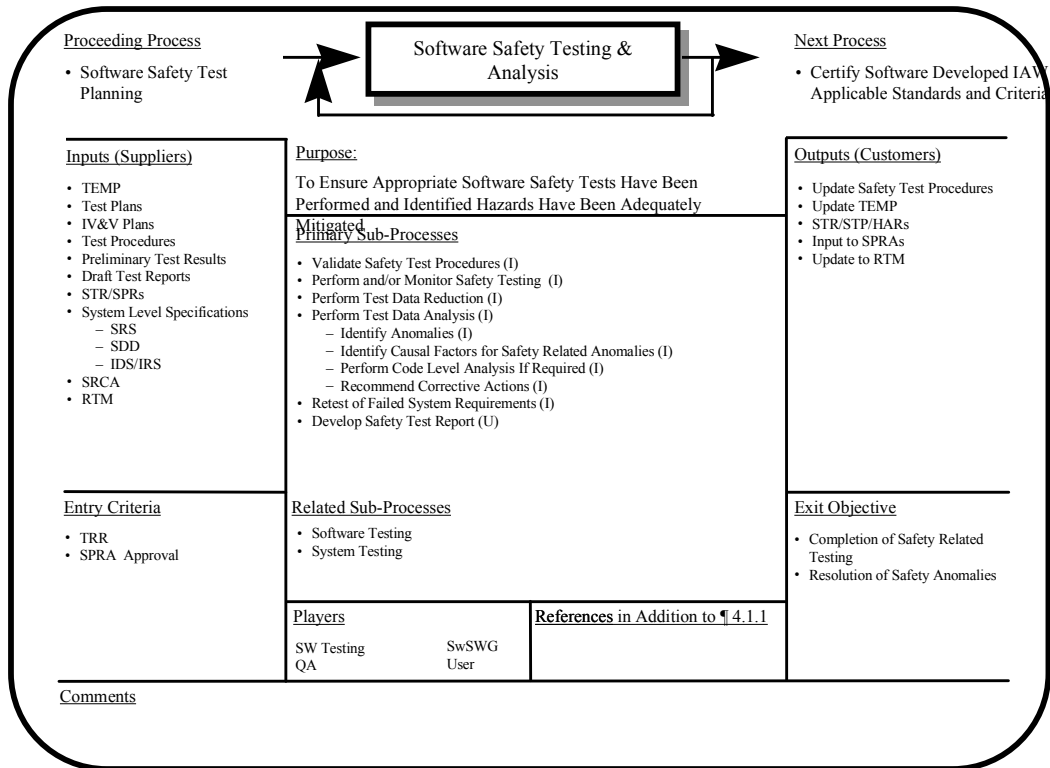 Proceeding Process
• Software Safety Test
Planning
Software Safety Testing &
Analysis
Next Process
• Certify Software Developed IAW
Applicable Standards and Criteria
Inputs (Suppliers)
• TEMP
• Test Plans
• IV&V Plans
• Test Procedures
• Preliminary Test Results
• Draft Test Reports
• STR/SPRs
• System Level Specifications
– SRS
– SDD
– IDS/IRS
• SRCA
• RTM
Purpose:
To Ensure Appropriate Software Safety Tests Have Been
Performed and Identified Hazards Have Been Adequately
Mitigated
Primary Sub-Processes
• Validate Safety Test Procedures (I)
• Perform and/or Monitor Safety Testing (I)
• Perform Test Data Reduction (I)
• Perform Test Data Analysis (I)
– Identify Anomalies (I)
– Identify Causal Factors for Safety Related Anomalies (I)
– Perform Code Level Analysis If Required (I)
– Recommend Corrective Actions (I)
• Retest of Failed System Requirements (I)
• Develop Safety Test Report (U)
Outputs (Customers)
• Update Safety Test Procedures
• Update TEMP
• STR/STP/HARs
• Input to SPRAs
• Update to RTM
Entry Criteria
• TRR
• SPRA Approval
Related Sub-Processes
• Software Testing
• System Testing
Exit Objective
• Completion of Safety Related
Testing
• Resolution of Safety Anomalies
Players
SW Testing SwSWG
QA User
References in Addition to ¶ 4.1.1
Comments